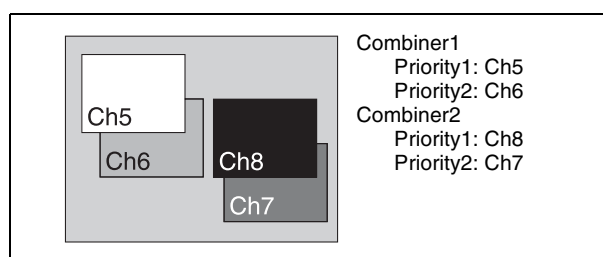 Ch5
Ch6
Ch8
Ch7
Combiner1
Priority1: Ch5
Priority2: Ch6
Combiner2
Priority1: Ch8
Priority2: Ch7